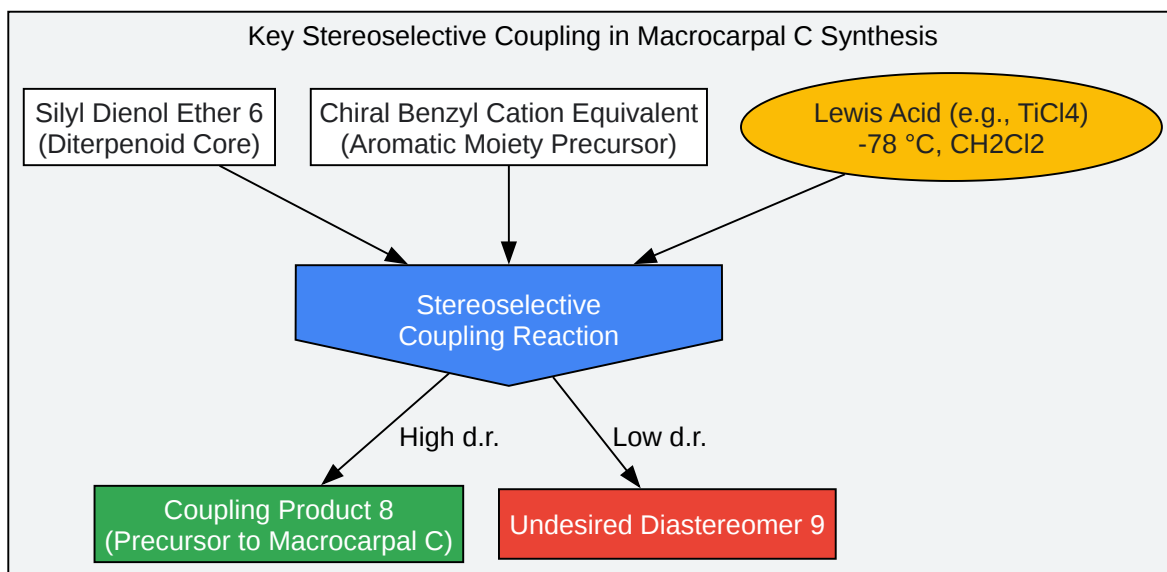 Key Stereoselective Coupling in Macrocarpal C Synthesis
Silyl Dienol Ether 6
(Diterpenoid Core)
Chiral Benzyl Cation Equivalent
(Aromatic Moiety Precursor)
Lewis Acid (e.g., TiCl4)
-78 °C, CH2Cl2
Stereoselective
Coupling Reaction
High d.r.
Low d.r.
Coupling Product 8
(Precursor to Macrocarpal C)
Undesired Diastereomer 9